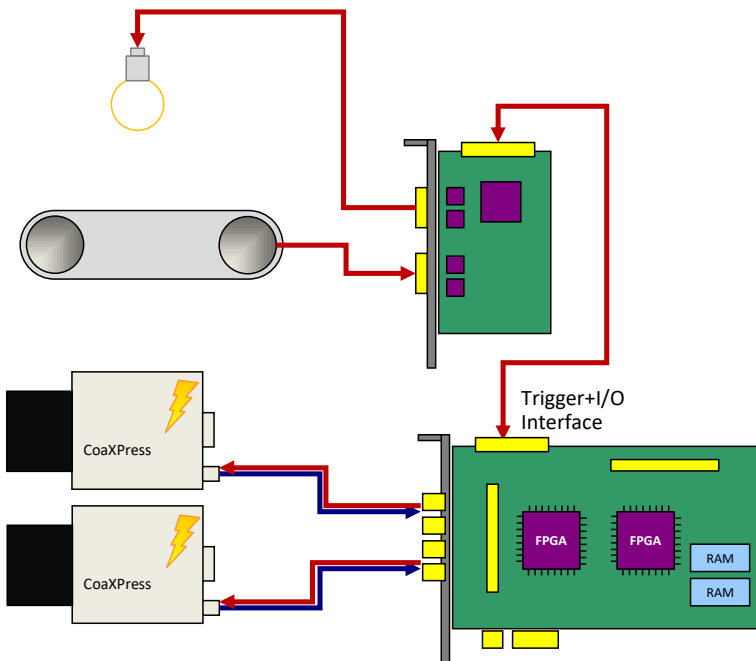 Trigger+I/O
Interface
CoaXPress
FPGA
FPGA
RAM
CoaXPress
RAM